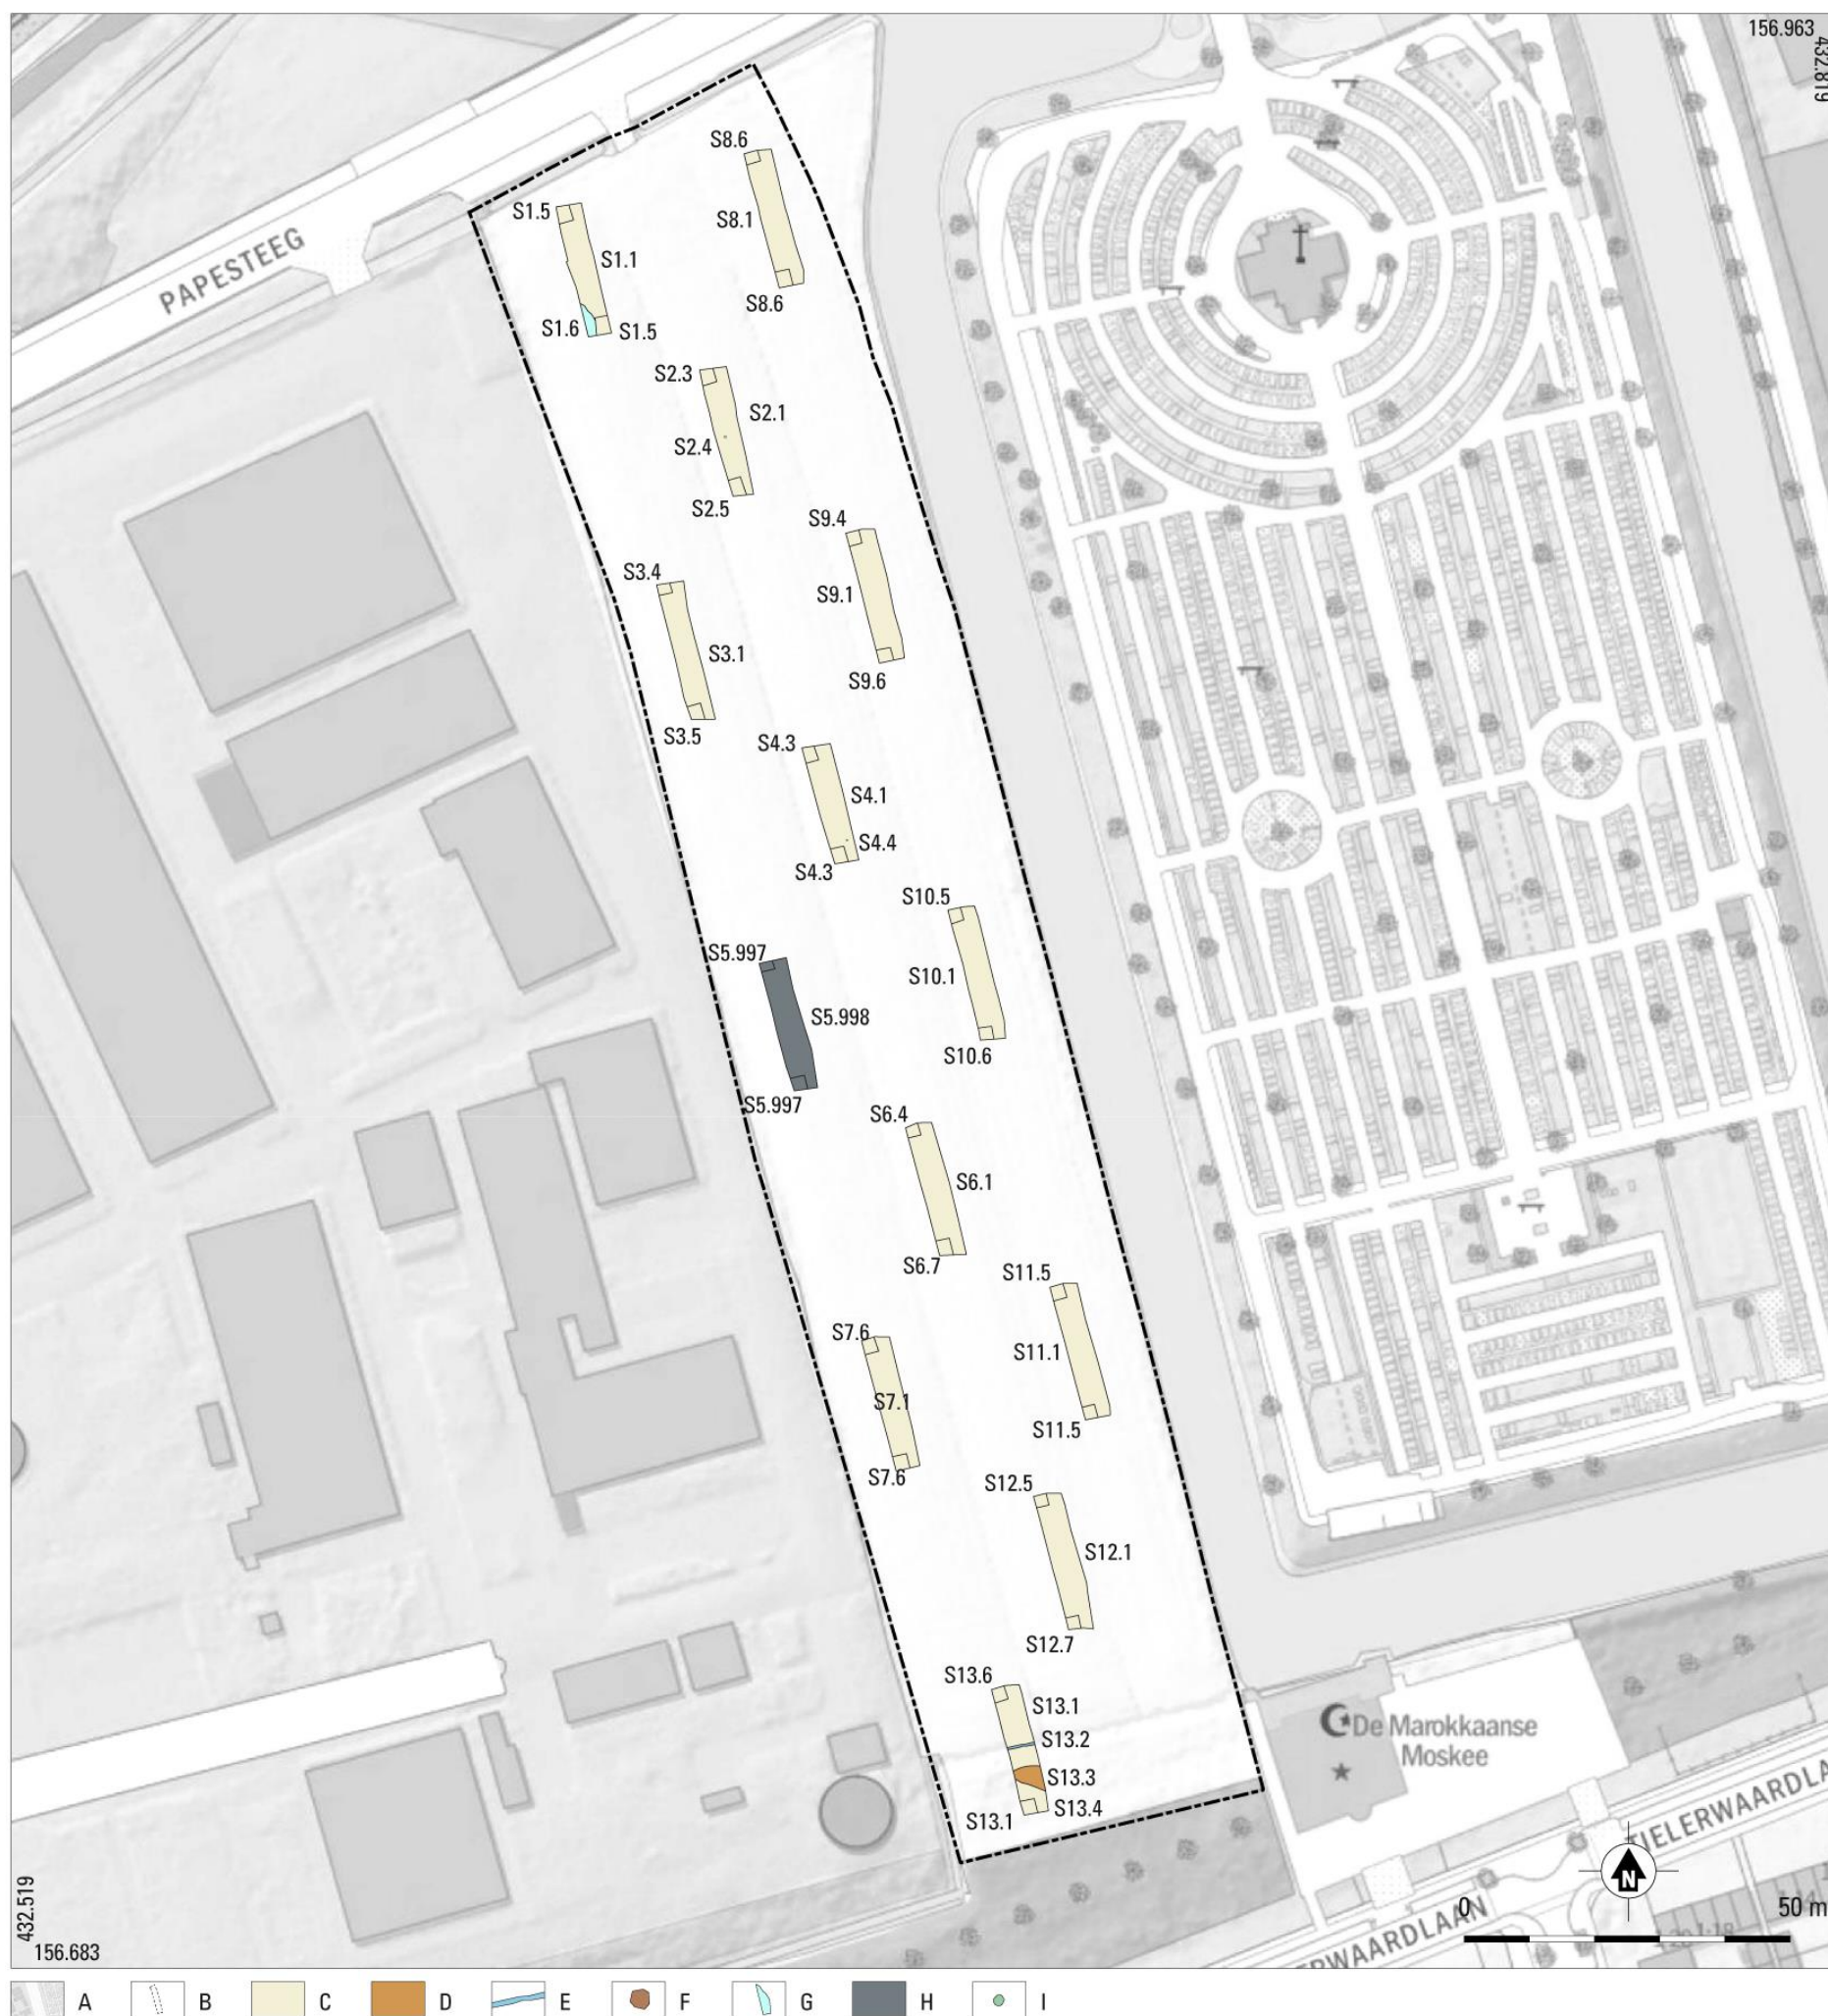 156.963
432.819
PAPESTEEG
S8.6
S1.5
S8.1
S1.1
S8.6
S1.6
S1.5
S2.3
S2.1
S2.4
S2.5
S9.4
S3.4
S9.1
S3.1
S9.6
S3.5
S4.3
S4.1
S4.4
S4.3
S10.5
S5.997
S10.1
S5.998
S10.6
S5.997
S6.4
S6.1
S6.7
S11.5
S7.6
S11.1
S7.1
S11.5
S7.6
S12.5
S12.1
S12.7
S13.6
S13.1
S13.2
S13.3
S13.4
S13.1
De Marokkaanse
Moskee
TIELERWAARDLA
N
0 50 m
ERWAARDLAAN
432.519
156.683
A B C D E F G H I